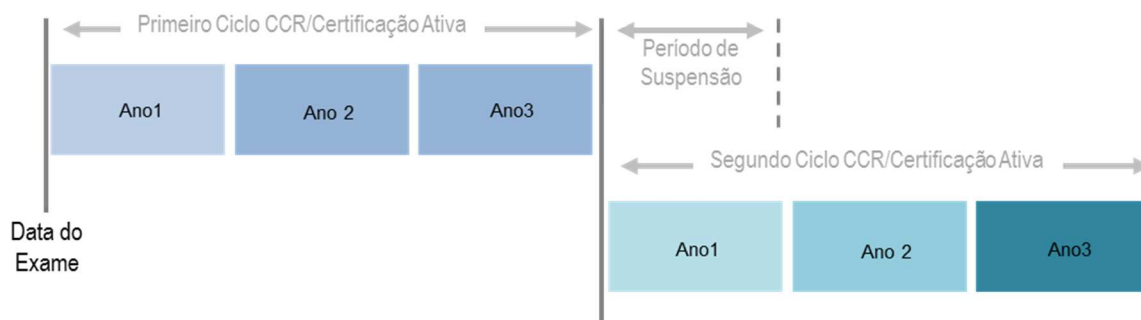 Primeiro Ciclo CCR/Certificação Ativa
Período de
Suspensão
Ano1
Ano 2
Ano3
Segundo Ciclo CCR/Certificação Ativa
Data do
Exame
Ano1
Ano 2
Ano3